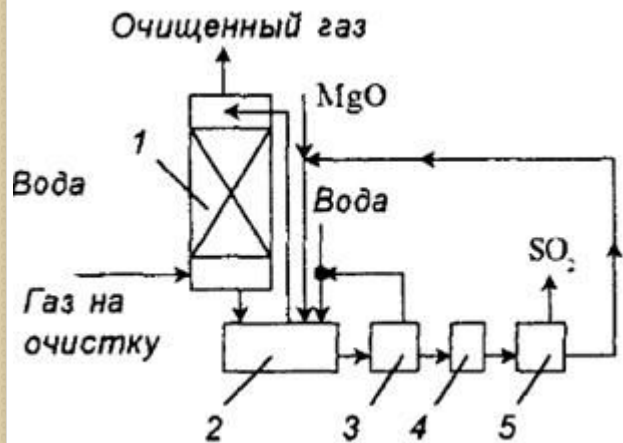 Очищенный газ
MgO
1
Вода
Вода
SO₂
Газ на
очистку
2
3
4
5